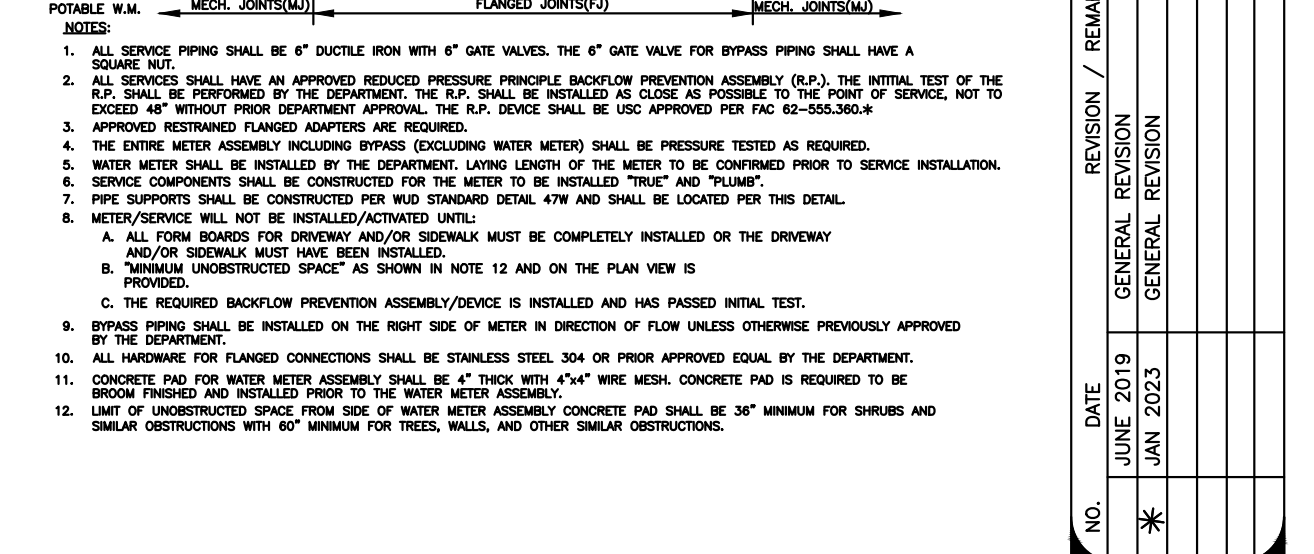 POTABLE W.M. MECH. JOINTS(MJ) FLANGED JOINTS(FJ) MECH. JOINTS(MJ)
NOTES:
1. ALL SERVICE PIPING SHALL BE 6" DUCTILE IRON WITH 6" GATE VALVES. THE 6" GATE VALVE FOR BYPASS PIPING SHALL HAVE A
SQUARE NUT.
2. ALL SERVICES SHALL HAVE AN APPROVED REDUCED PRESSURE PRINCIPLE BACKFLOW PREVENTION ASSEMBLY (R.P.). THE INTITIAL TEST OF THE
R.P. SHALL BE PERFORMED BY THE DEPARTMENT. THE R.P. SHALL BE INSTALLED AS CLOSE AS POSSIBLE TO THE POINT OF SERVICE, NOT TO
EXCEED 48" WITHOUT PRIOR DEPARTMENT APPROVAL. THE R.P. DEVICE SHALL BE USC APPROVED PER FAC 62-555.360.*
3. APPROVED RESTRAINED FLANGED ADAPTERS ARE REQUIRED.
4. THE ENTIRE METER ASSEMBLY INCLUDING BYPASS (EXCLUDING WATER METER) SHALL BE PRESSURE TESTED AS REQUIRED.
5. WATER METER SHALL BE INSTALLED BY THE DEPARTMENT. LAYING LENGTH OF THE METER TO BE CONFIRMED PRIOR TO SERVICE INSTALLATION.
6. SERVICE COMPONENTS SHALL BE CONSTRUCTED FOR THE METER TO BE INSTALLED "TRUE" AND "PLUMB".
7. PIPE SUPPORTS SHALL BE CONSTRUCTED PER WUD STANDARD DETAIL 47W AND SHALL BE LOCATED PER THIS DETAIL.
8. METER/SERVICE WILL NOT BE INSTALLED/ACTIVATED UNTIL:
A. ALL FORM BOARDS FOR DRIVEWAY AND/OR SIDEWALK MUST BE COMPLETELY INSTALLED OR THE DRIVEWAY
AND/OR SIDEWALK MUST HAVE BEEN INSTALLED.
B. "MINIMUM UNOBSTRUCTED SPACE" AS SHOWN IN NOTE 12 AND ON THE PLAN VIEW IS
PROVIDED.
C. THE REQUIRED BACKFLOW PREVENTION ASSEMBLY/DEVICE IS INSTALLED AND HAS PASSED INITIAL TEST.
9. BYPASS PIPING SHALL BE INSTALLED ON THE RIGHT SIDE OF METER IN DIRECTION OF FLOW UNLESS OTHERWISE PREVIOUSLY APPROVED
BY THE DEPARTMENT.
10. ALL HARDWARE FOR FLANGED CONNECTIONS SHALL BE STAINLESS STEEL 304 OR PRIOR APPROVED EQUAL BY THE DEPARTMENT.
11. CONCRETE PAD FOR WATER METER ASSEMBLY SHALL BE 4" THICK WITH 4"x4" WIRE MESH. CONCRETE PAD IS REQUIRED TO BE
BROOM FINISHED AND INSTALLED PRIOR TO THE WATER METER ASSEMBLY.
12. LIMIT OF UNOBSTRUCTED SPACE FROM SIDE OF WATER METER ASSEMBLY CONCRETE PAD SHALL BE 36" MINIMUM FOR SHRUBS AND
SIMILAR OBSTRUCTIONS WITH 60" MINIMUM FOR TREES, WALLS, AND OTHER SIMILAR OBSTRUCTIONS.
NO. DATE REVISION /
JUNE 2019 GENERAL REVISION
* JAN 2023 GENERAL REVISION